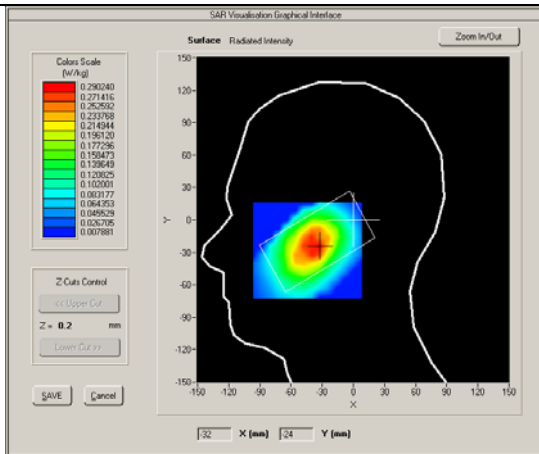 SAR Visualisation Graphical Interface
Surface Radiated Intensity
Zoom In/Out
Colors Scale
(W/kg)
0.290240
0.271416
0.252592
0.233768
0.214944
0.196120
0.177296
0.158473
0.139649
0.120825
0.102001
0.083177
0.064353
0.045529
0.026705
0.007881
Z Cuts Control
<< Upper Cut
Z = 0.2 mm
Lower Cut >>
SAVE Cancel
150
120
90
60
30
0
-30
-60
-90
-120
-150
Y
-150 -120 -90 -60 -30 0 30 60 90 120 150
X
-32 X (mm) -24 Y (mm)